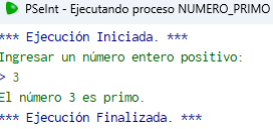 PSeInt - Ejecutando proceso NUMERO_PRIMO
*** Ejecución Iniciada. ***
Ingresar un número entero positivo:
> 3
El número 3 es primo.
*** Ejecución Finalizada. ***